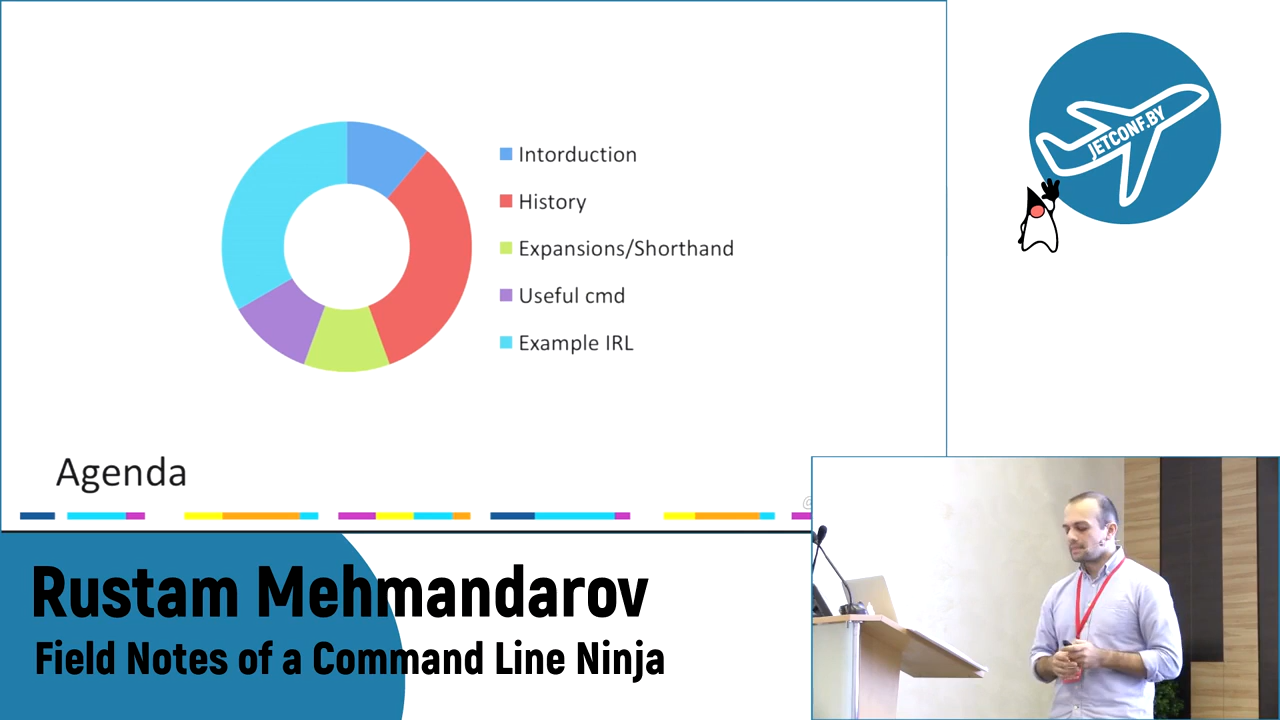 Intorduction
History
Expansions/Shorthand
Useful cmd
Example IRL
Agenda
@
JETCONF.BY
Rustam Mehmandarov
Field Notes of a Command Line Ninja